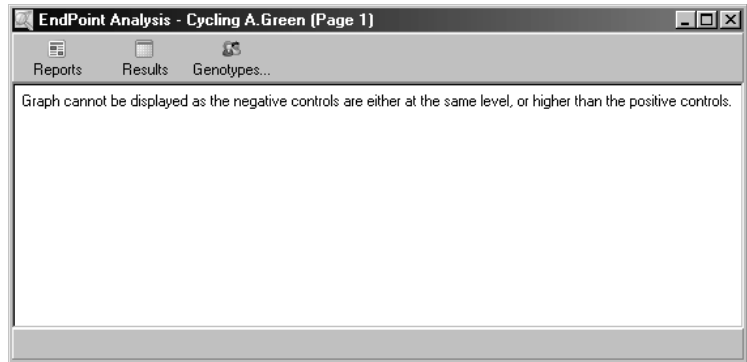 EndPoint Analysis - Cycling A.Green (Page 1)
Reports Results Genotypes...
Graph cannot be displayed as the negative controls are either at the same level, or higher than the positive controls.